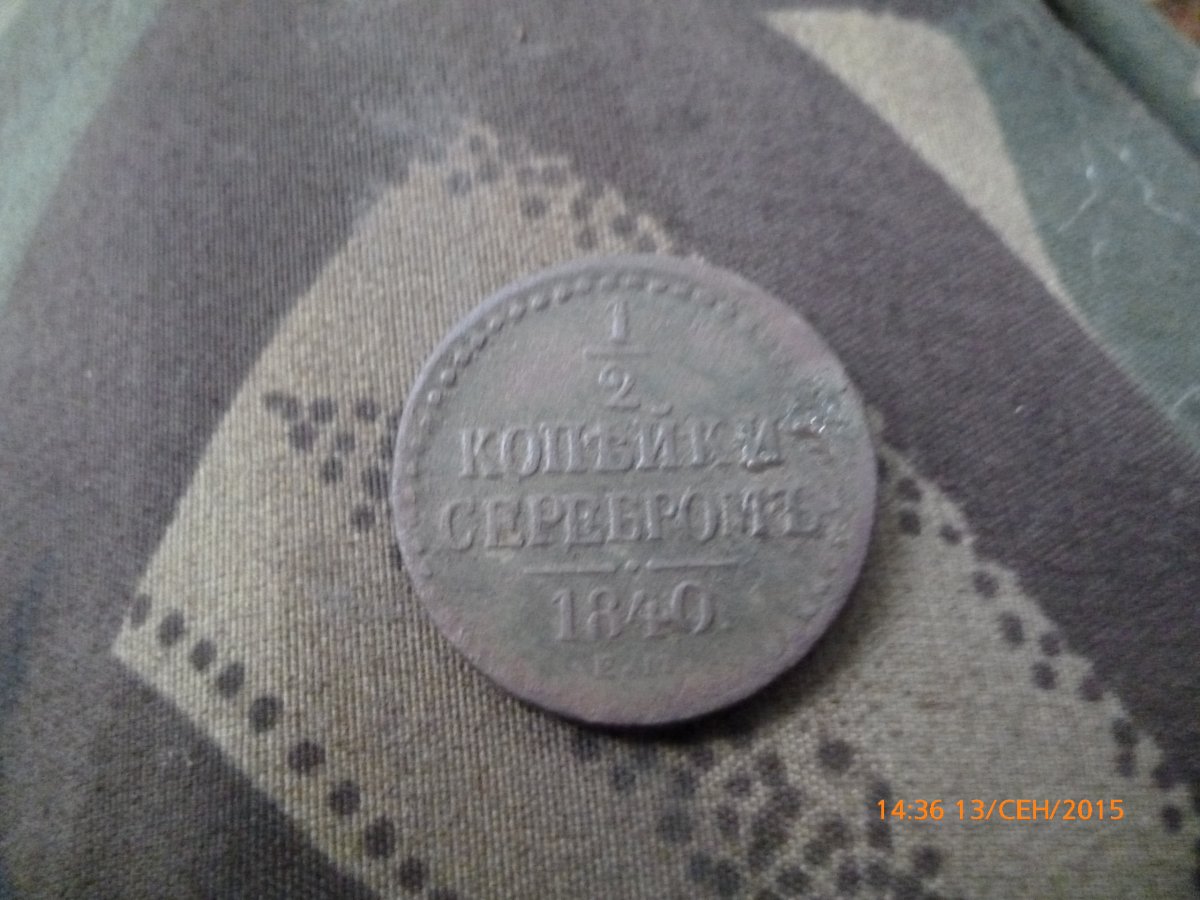 1
2
КОПѢЙКИ
СЕРЕБРОМЪ
1840.
Е.М.
14:36 13/СЕН/2015